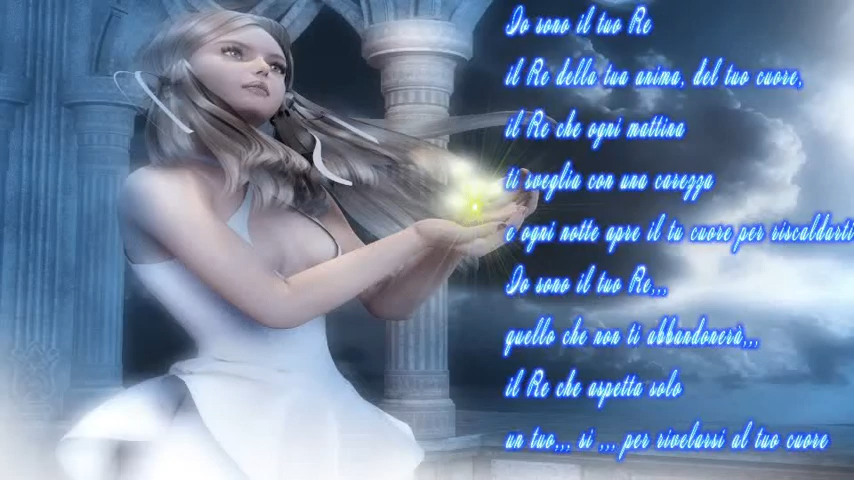 Io sono il tuo Re
il Re della tua anima, del tuo cuore,
il Re che ogni mattina
ti sveglia con una carezza
e ogni notte apre il tu cuore per riscaldarti
Io sono il tuo Re,,,
quello che non ti abbandonerà,,,
il Re che aspetta solo
un tuo,,, si ,,, per rivelarsi al tuo cuore